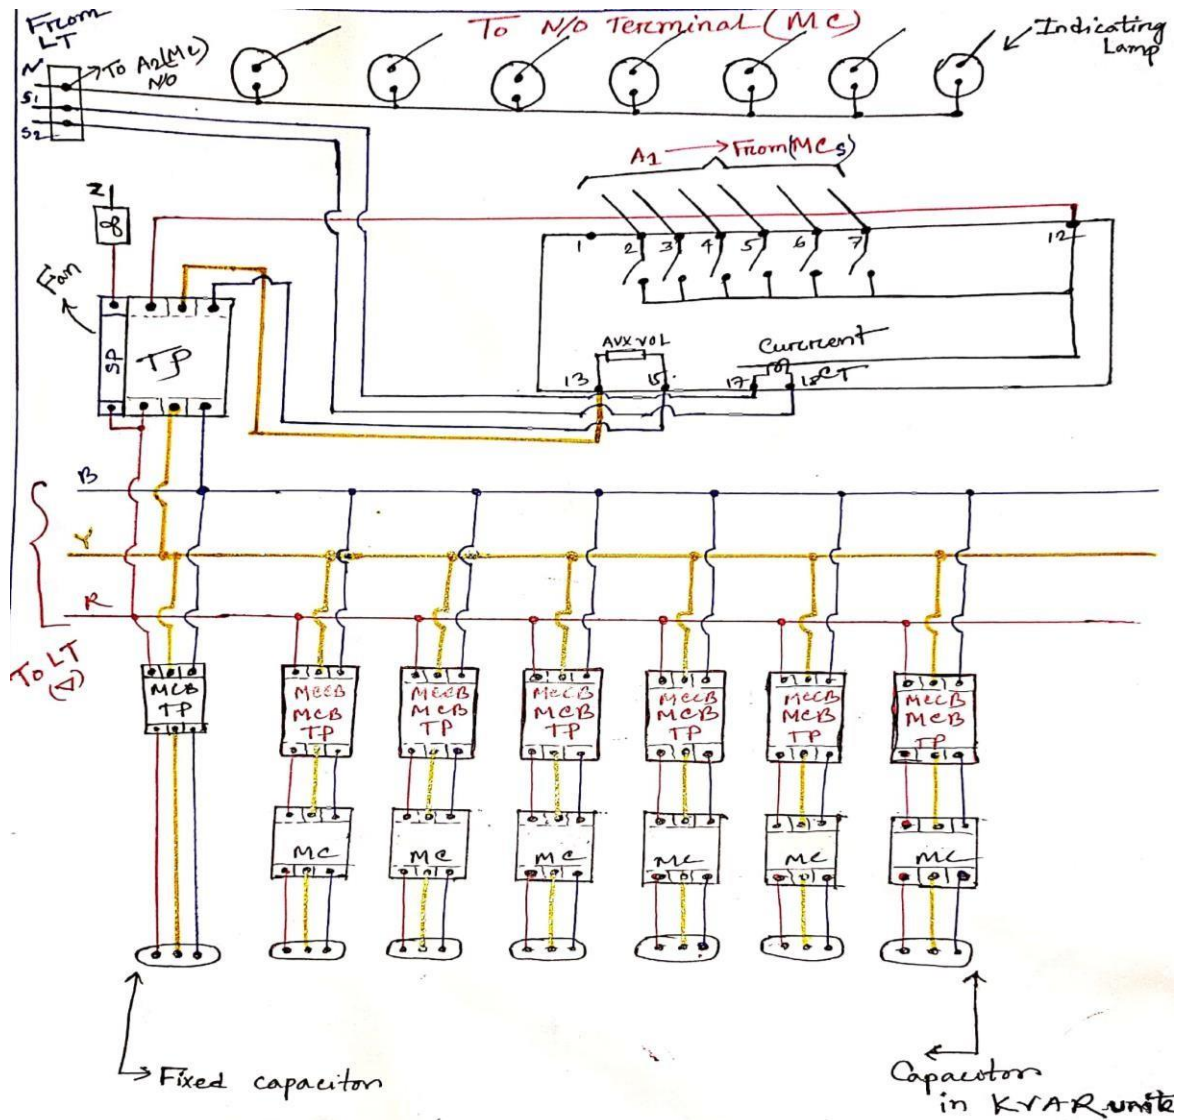 From
LT
To N/O Terminal (MC)
Indicating
Lamp
N
To A2(MC)
N/O
S1
S2
A1 → From (MCs)
N
Fan
1 2 3 4 5 6 7 12
AUX VOL
Current
13 15 17 18 CT
SP
TP
B
Y
R
To LT
(∇)
MCB
TP
MCCB
MCB
TP
MCCB
MCB
TP
MCCB
MCB
TP
MCCB
MCB
TP
MCCB
MCB
TP
MCCB
MCB
TP
MC MC MC MC MC MC
Fixed capacitor
Capacitors
in KVAR units